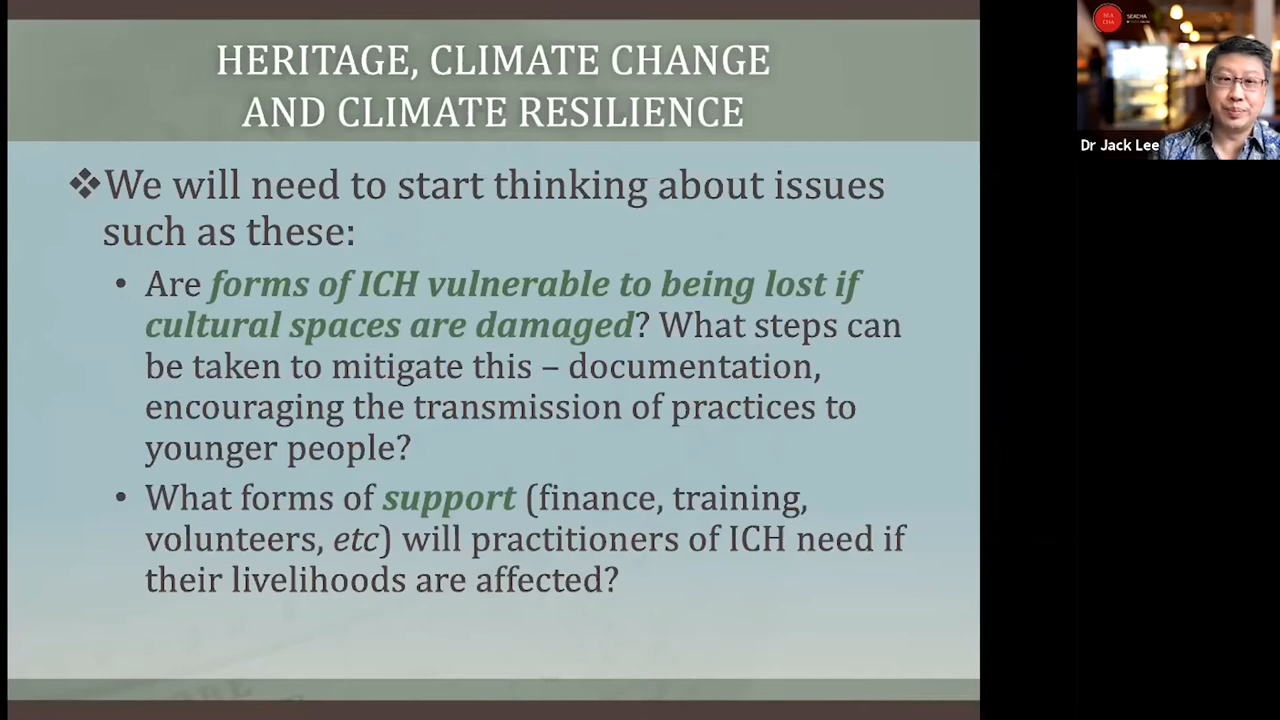 HERITAGE, CLIMATE CHANGE
AND CLIMATE RESILIENCE
❖We will need to start thinking about issues
such as these:
• Are forms of ICH vulnerable to being lost if
cultural spaces are damaged? What steps can
be taken to mitigate this – documentation,
encouraging the transmission of practices to
younger people?
• What forms of support (finance, training,
volunteers, etc) will practitioners of ICH need if
their livelihoods are affected?
SEACHA
Dr Jack Lee